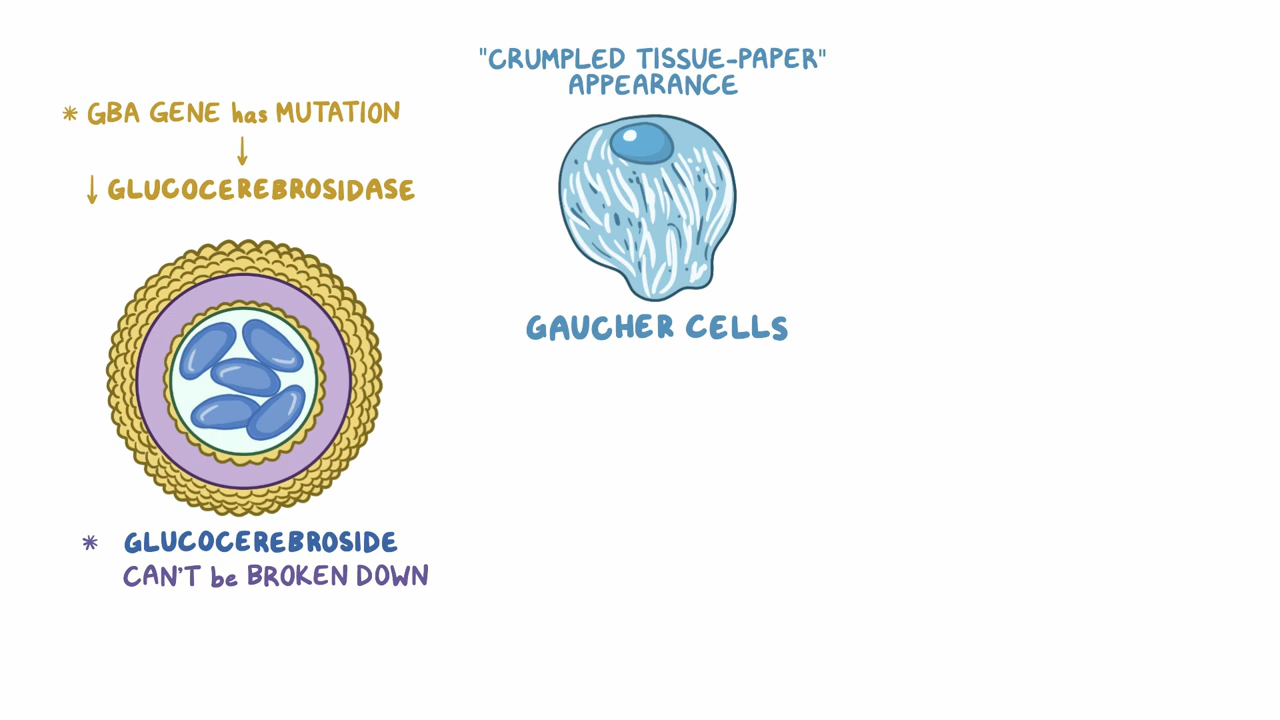 * GBA GENE has MUTATION
↓
↓ GLUCOCEREBROSIDASE
* GLUCOCEREBROSIDE
CAN'T be BROKEN DOWN
"CRUMPLED TISSUE-PAPER"
APPEARANCE
GAUCHER CELLS